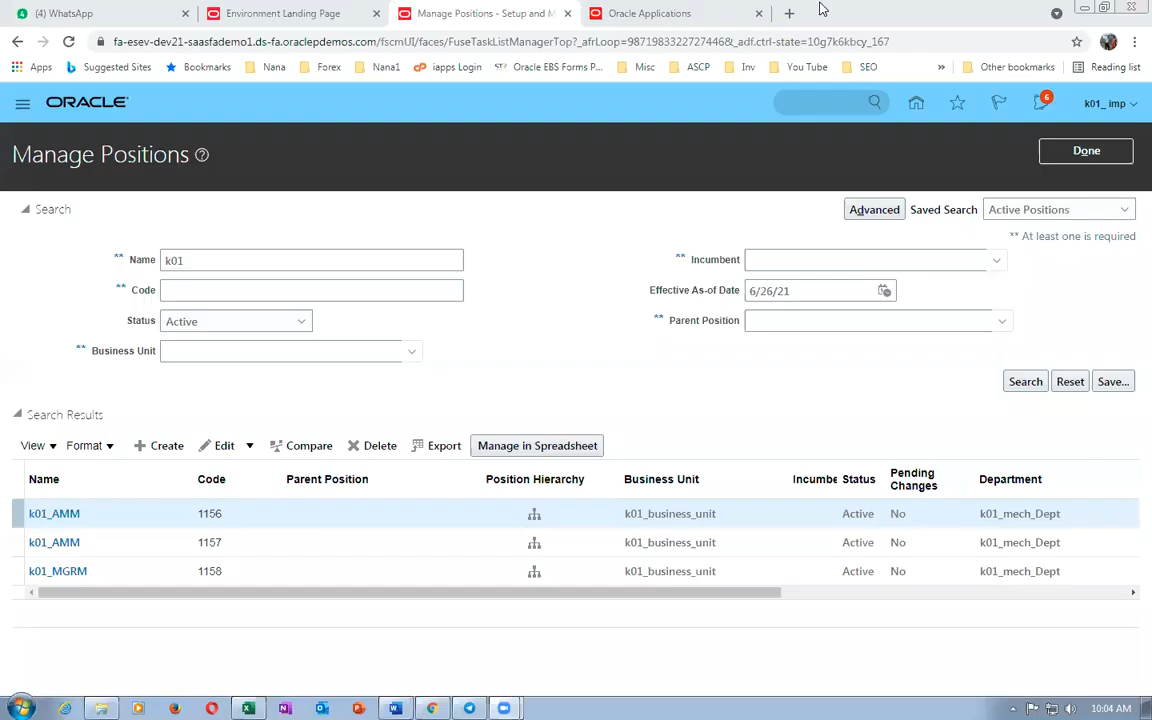 (4) WhatsApp
Environment Landing Page
Manage Positions - Setup and M
Oracle Applications
fa-esev-dev21-saasfademo1.ds-fa.oraclepdemos.com/fscmUI/faces/FuseTaskListManagerTop?_afrLoop=9871983322727446&_adf.ctrl-state=10g7k6kbcy_167
Apps
Suggested Sites
Bookmarks
Nana
Forex
Nana1
iapps Login
Oracle EBS Forms P...
Misc
ASCP
Inv
You Tube
SEO
»
Other bookmarks
Reading list
ORACLE
6
k01_ imp
Manage Positions
Done
Search
Advanced
Saved Search
Active Positions
** At least one is required
** Name
k01
** Incumbent
** Code
Effective As-of Date
6/26/21
Status
Active
** Parent Position
** Business Unit
Search
Reset
Save...
Search Results
View
Format
Create
Edit
Compare
Delete
Export
Manage in Spreadsheet
Name Code Parent Position Position Hierarchy Business Unit Incumbe Status Pending Changes Department
k01_AMM 1156 k01_business_unit Active No k01_mech_Dept
k01_AMM 1157 k01_business_unit Active No k01_mech_Dept
k01_MGRM 1158 k01_business_unit Active No k01_mech_Dept
10:04 AM